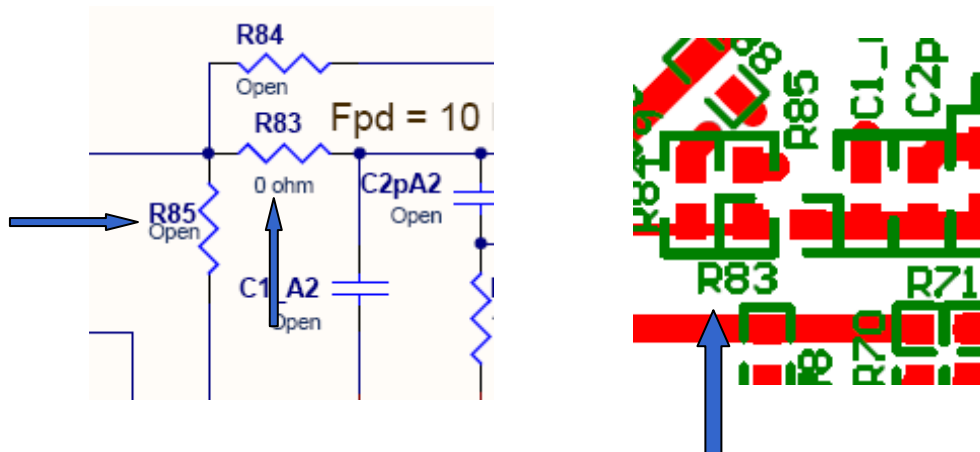 R84
Open
R83
Fpd = 10
0 ohm
C2pA2
Open
R85
Open
C1_A2
Open
R85
C1_
C2p
R84
R83
R71
R70